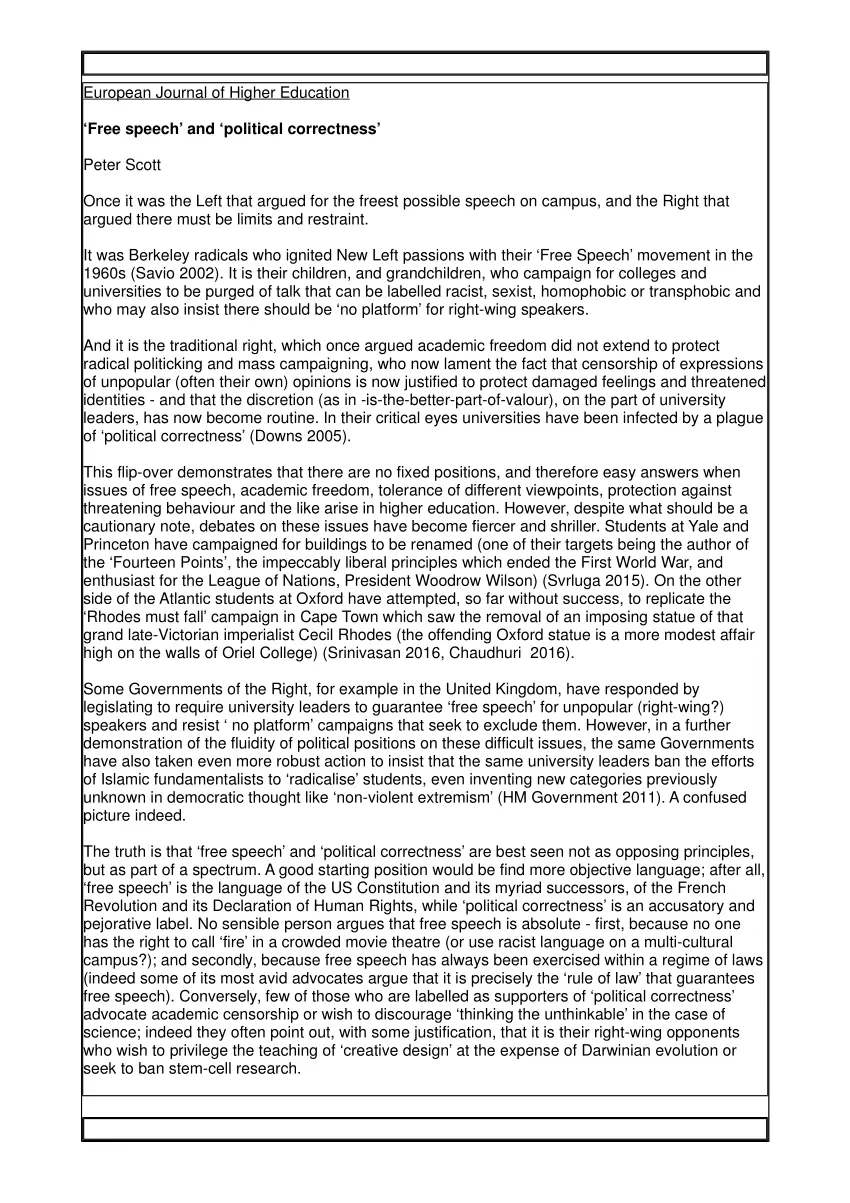 European Journal of Higher Education
‘Free speech’ and ‘political correctness’
Peter Scott
Once it was the Left that argued for the freest possible speech on campus, and the Right that
argued there must be limits and restraint.
It was Berkeley radicals who ignited New Left passions with their ‘Free Speech’ movement in the
1960s (Savio 2002). It is their children, and grandchildren, who campaign for colleges and
universities to be purged of talk that can be labelled racist, sexist, homophobic or transphobic and
who may also insist there should be ‘no platform’ for right-wing speakers.
And it is the traditional right, which once argued academic freedom did not extend to protect
radical politicking and mass campaigning, who now lament the fact that censorship of expressions
of unpopular (often their own) opinions is now justified to protect damaged feelings and threatened
identities - and that the discretion (as in -is-the-better-part-of-valour), on the part of university
leaders, has now become routine. In their critical eyes universities have been infected by a plague
of ‘political correctness’ (Downs 2005).
This flip-over demonstrates that there are no fixed positions, and therefore easy answers when
issues of free speech, academic freedom, tolerance of different viewpoints, protection against
threatening behaviour and the like arise in higher education. However, despite what should be a
cautionary note, debates on these issues have become fiercer and shriller. Students at Yale and
Princeton have campaigned for buildings to be renamed (one of their targets being the author of
the ‘Fourteen Points’, the impeccably liberal principles which ended the First World War, and
enthusiast for the League of Nations, President Woodrow Wilson) (Svrluga 2015). On the other
side of the Atlantic students at Oxford have attempted, so far without success, to replicate the
‘Rhodes must fall’ campaign in Cape Town which saw the removal of an imposing statue of that
grand late-Victorian imperialist Cecil Rhodes (the offending Oxford statue is a more modest affair
high on the walls of Oriel College) (Srinivasan 2016, Chaudhuri  2016).
Some Governments of the Right, for example in the United Kingdom, have responded by
legislating to require university leaders to guarantee ‘free speech’ for unpopular (right-wing?)
speakers and resist ‘ no platform’ campaigns that seek to exclude them. However, in a further
demonstration of the fluidity of political positions on these difficult issues, the same Governments
have also taken even more robust action to insist that the same university leaders ban the efforts
of Islamic fundamentalists to ‘radicalise’ students, even inventing new categories previously
unknown in democratic thought like ‘non-violent extremism’ (HM Government 2011). A confused
picture indeed.
The truth is that ‘free speech’ and ‘political correctness’ are best seen not as opposing principles,
but as part of a spectrum. A good starting position would be find more objective language; after all,
‘free speech’ is the language of the US Constitution and its myriad successors, of the French
Revolution and its Declaration of Human Rights, while ‘political correctness’ is an accusatory and
pejorative label. No sensible person argues that free speech is absolute - first, because no one
has the right to call ‘fire’ in a crowded movie theatre (or use racist language on a multi-cultural
campus?); and secondly, because free speech has always been exercised within a regime of laws
(indeed some of its most avid advocates argue that it is precisely the ‘rule of law’ that guarantees
free speech). Conversely, few of those who are labelled as supporters of ‘political correctness’
advocate academic censorship or wish to discourage ‘thinking the unthinkable’ in the case of
science; indeed they often point out, with some justification, that it is their right-wing opponents
who wish to privilege the teaching of ‘creative design’ at the expense of Darwinian evolution or
seek to ban stem-cell research.